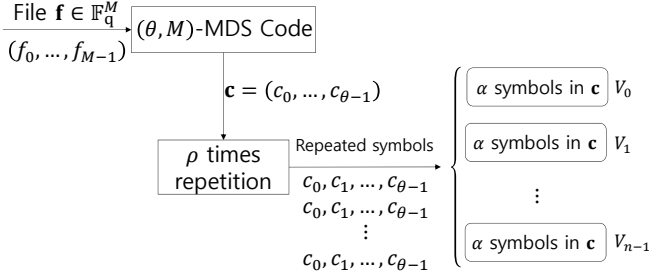 File 𝐟 ∈ 𝔽_q^M
(f_0, ..., f_{M-1})
(θ, M)-MDS Code
𝐜 = (c_0, ..., c_{θ-1})
ρ times
repetition
Repeated symbols
c_0, c_1, ..., c_{θ-1}
c_0, c_1, ..., c_{θ-1}
⋮
c_0, c_1, ..., c_{θ-1}
α symbols in 𝐜 V_0
α symbols in 𝐜 V_1
⋮
α symbols in 𝐜 V_{n-1}